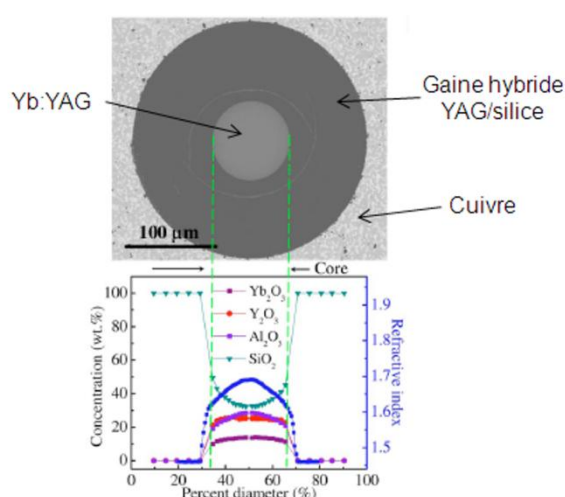 Yb:YAG
Gaine hybride
YAG/silice
Cuivre
100 µm
Core
Yb₂O₃
Y₂O₃
Al₂O₃
SiO₂
Concentration (wt.%)
100
80
60
40
20
0
Refractive index
1.9
1.8
1.7
1.6
1.5
0 20 40 60 80 100
Percent diameter (%)